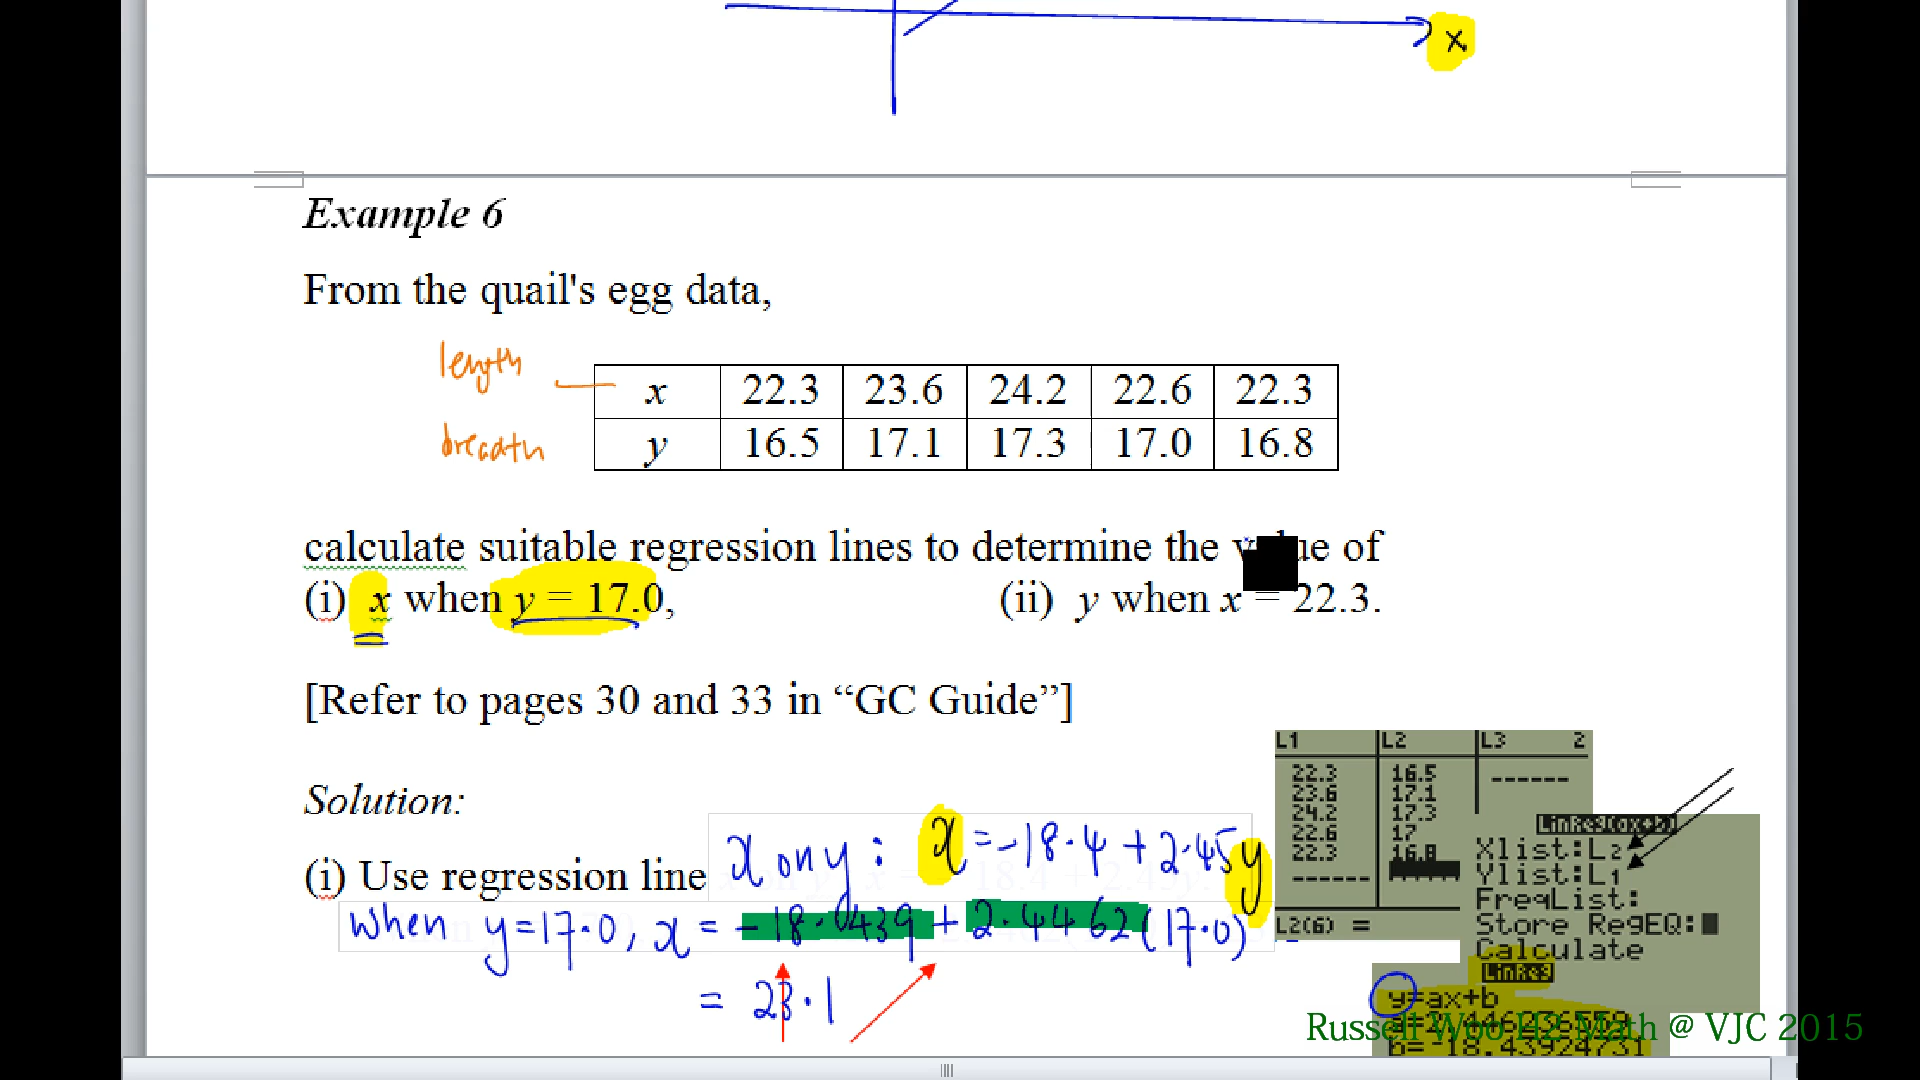 x
Example 6
From the quail's egg data,
length
x 22.3 23.6 24.2 22.6 22.3
breadth
y 16.5 17.1 17.3 17.0 16.8
calculate suitable regression lines to determine the of
(i) x when y = 17.0, (ii) y when x = 22.3.
[Refer to pages 30 and 33 in “GC Guide”]
Solution:
(i) Use regression line x on y : x = -18.4 + 2.45y
When y=17.0, x = -18.0439 + 2.4462(17.0)
= 23.1
L1 L2 L3 2
22.3 16.5 ------
23.6 17.1
24.2 17.3
22.6 17
22.3 16.8
------
L2(6) =
LinReg(ax+b)
Xlist:L2
Ylist:L1
FreqList:
Store RegEQ:
Calculate
LinReg
y=ax+b
b=-18.43924731
Russell Woo H2 Math @ VJC 2015